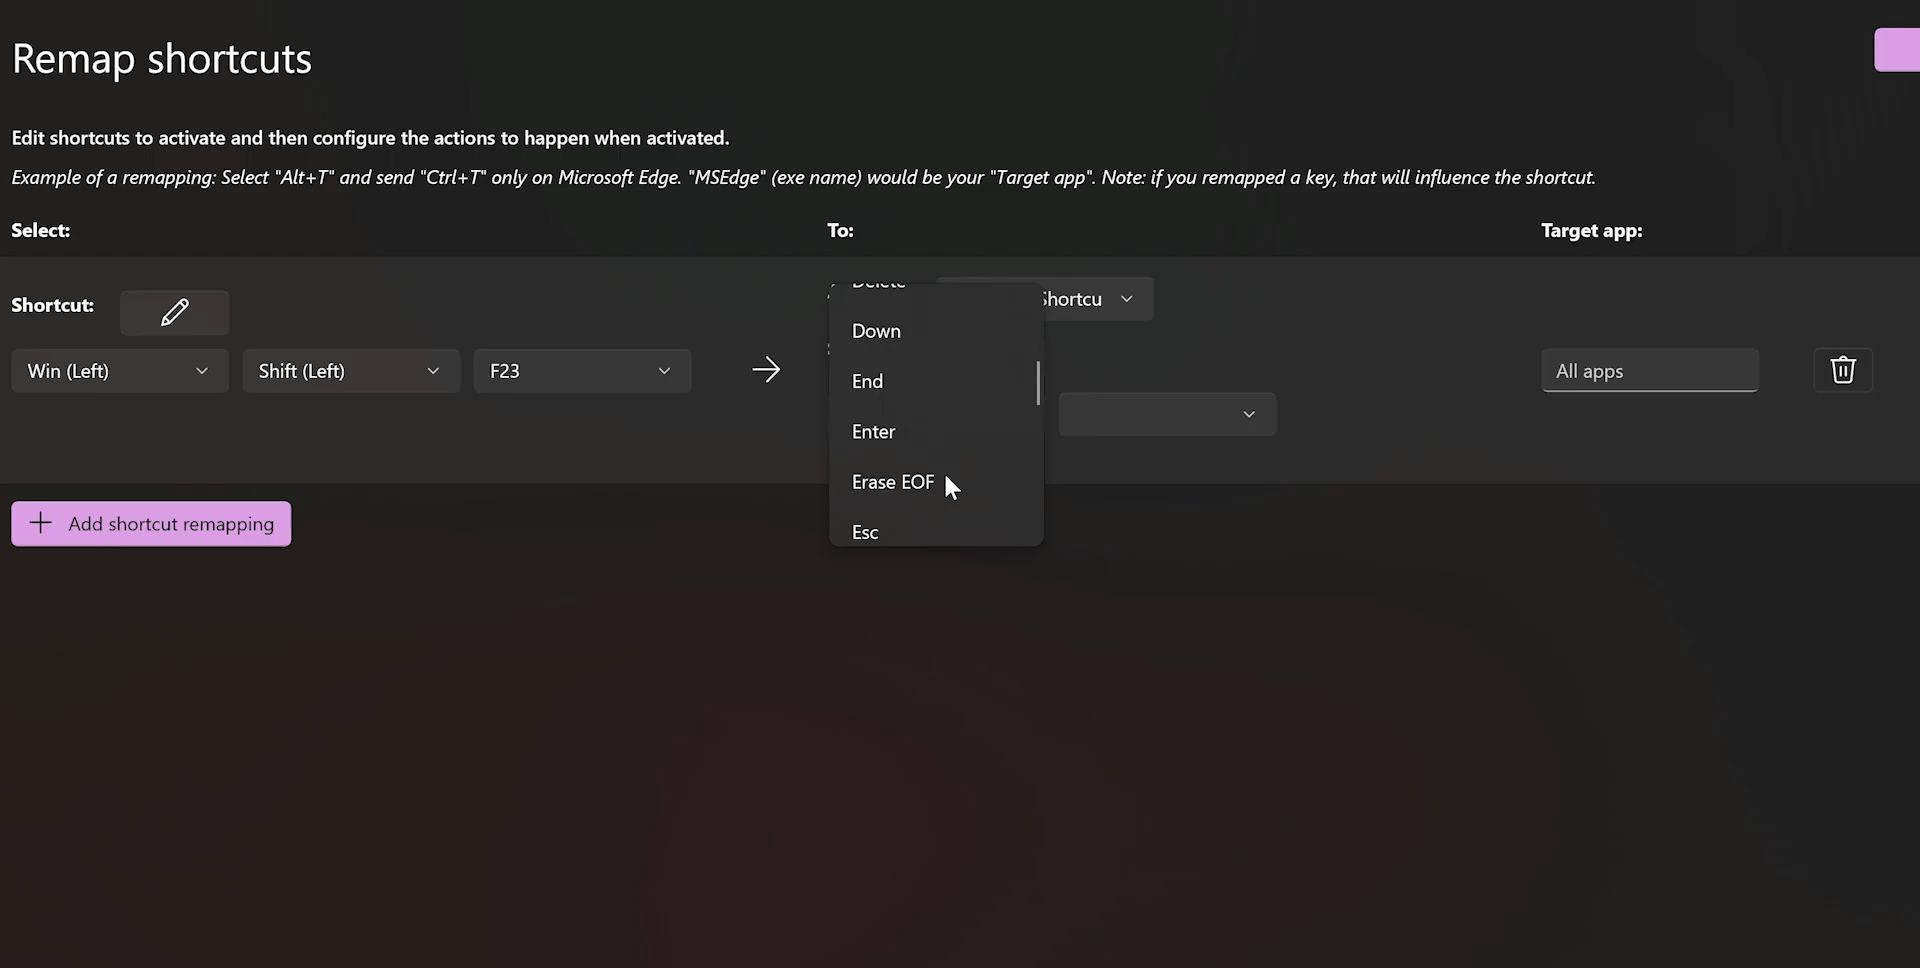 Remap shortcuts
Edit shortcuts to activate and then configure the actions to happen when activated.
Example of a remapping: Select "Alt+T" and send "Ctrl+T" only on Microsoft Edge. "MSEdge" (exe name) would be your "Target app". Note: if you remapped a key, that will influence the shortcut.
Select: To: Target app:
Shortcut:
Win (Left) Shift (Left) F23
Delete
Down
End
Enter
Erase EOF
Esc
Shortcu
All apps
Add shortcut remapping